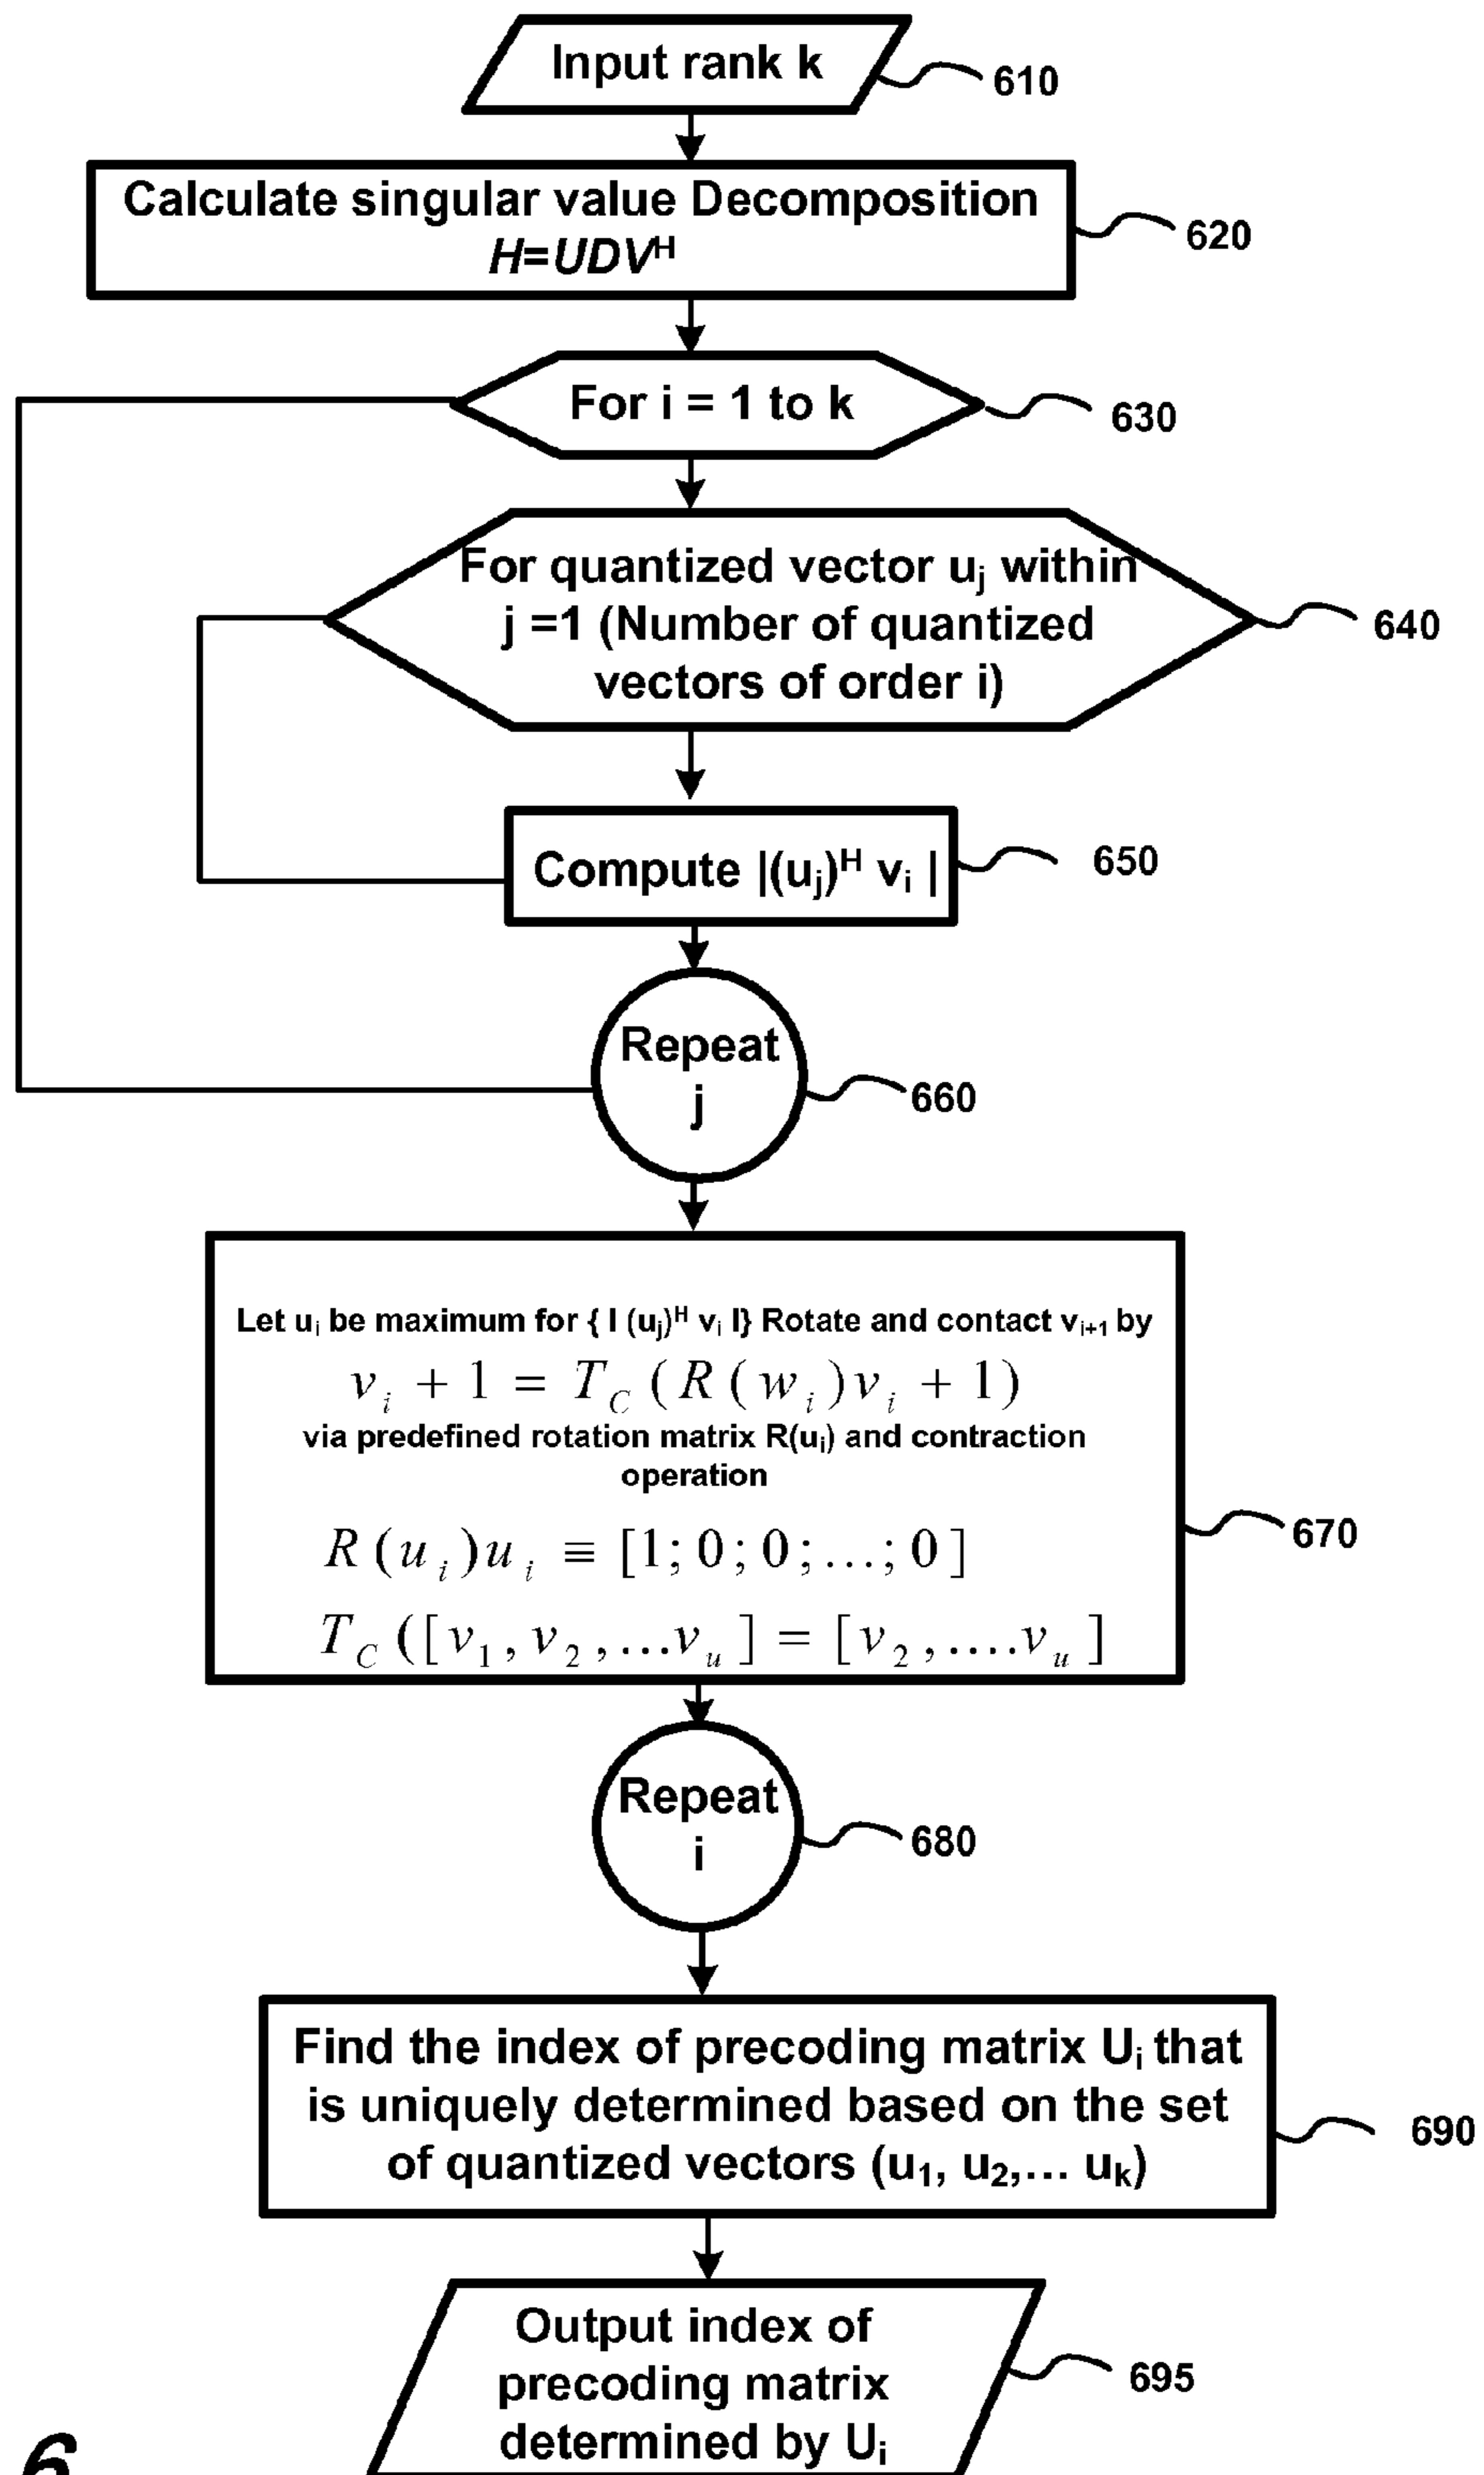 Input rank k
610
Calculate singular value Decomposition
H=UDV^H
620
For i = 1 to k
630
For quantized vector u_j within
j =1 (Number of quantized
vectors of order i)
640
Compute |(u_j)^H v_i |
650
Repeat
j
660
Let u_i be maximum for { I (u_j)^H v_i I} Rotate and contact v_{i+1} by
v_i + 1 = T_C (R (w_i) v_i + 1)
via predefined rotation matrix R(u_i) and contraction
operation
R (u_i) u_i ≡ [1; 0; 0; ...; 0]
T_C ([v_1, v_2, ...v_u] = [v_2, ....v_u]
670
Repeat
i
680
Find the index of precoding matrix U_i that
is uniquely determined based on the set
of quantized vectors (u_1, u_2,... u_k)
690
Output index of
precoding matrix
determined by U_i
695
6